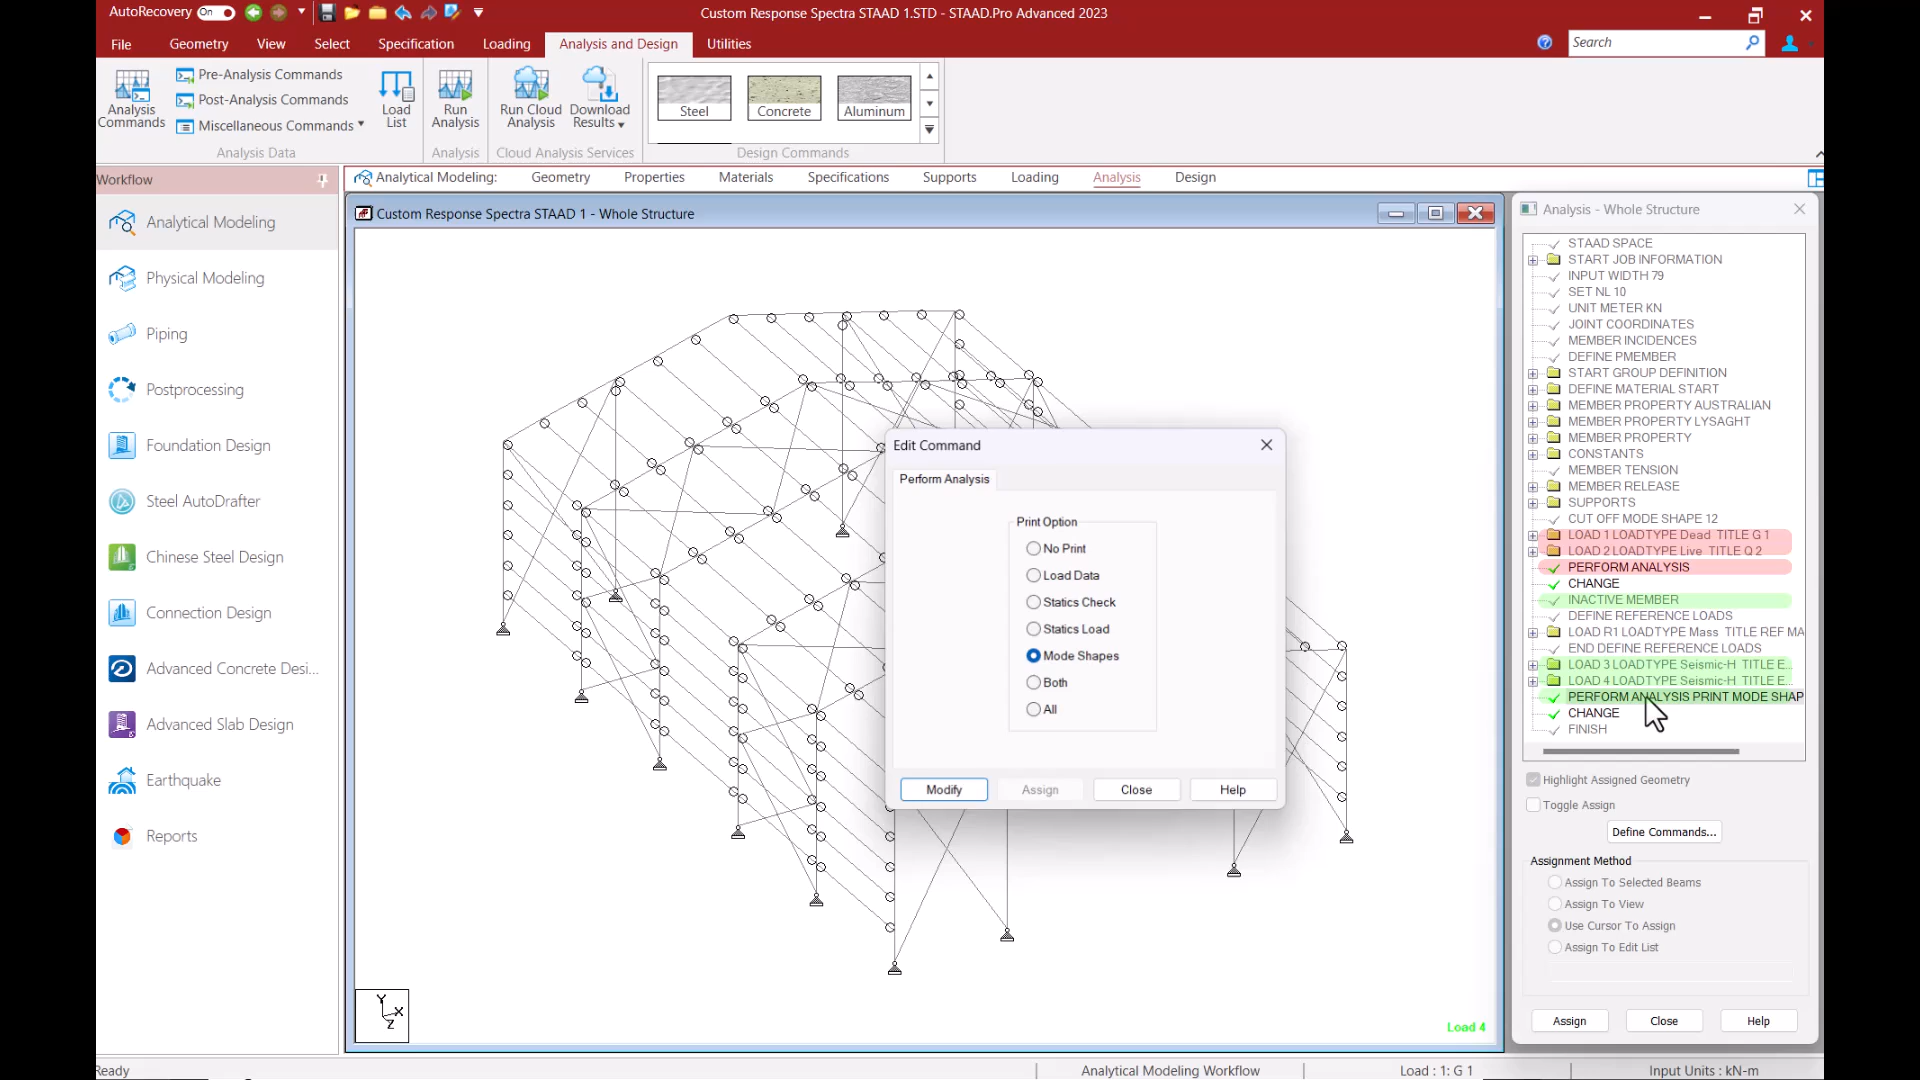 AutoRecovery On
Custom Response Spectra STAAD 1.STD - STAAD.Pro Advanced 2023
File Geometry View Select Specification Loading Analysis and Design Utilities
Search
Analysis Commands
Pre-Analysis Commands
Post-Analysis Commands
Miscellaneous Commands
Load List
Run Analysis
Run Cloud Analysis
Download Results
Steel
Concrete
Aluminum
Analysis Data
Analysis
Cloud Analysis Services
Design Commands
Workflow
Analytical Modeling: Geometry Properties Materials Specifications Supports Loading Analysis Design
Analytical Modeling
Physical Modeling
Piping
Postprocessing
Foundation Design
Steel AutoDrafter
Chinese Steel Design
Connection Design
Advanced Concrete Desi...
Advanced Slab Design
Earthquake
Reports
Custom Response Spectra STAAD 1 - Whole Structure
Edit Command
Perform Analysis
Print Option
No Print
Load Data
Statics Check
Statics Load
Mode Shapes
Both
All
Modify Assign Close Help
Y
X
Z
Load 4
Analysis - Whole Structure
STAAD SPACE
START JOB INFORMATION
INPUT WIDTH 79
SET NL 10
UNIT METER KN
JOINT COORDINATES
MEMBER INCIDENCES
DEFINE PMEMBER
START GROUP DEFINITION
DEFINE MATERIAL START
MEMBER PROPERTY AUSTRALIAN
MEMBER PROPERTY LYSAGHT
MEMBER PROPERTY
CONSTANTS
MEMBER TENSION
MEMBER RELEASE
SUPPORTS
CUT OFF MODE SHAPE 12
LOAD 1 LOADTYPE Dead TITLE G 1
LOAD 2 LOADTYPE Live TITLE Q 2
PERFORM ANALYSIS
CHANGE
INACTIVE MEMBER
DEFINE REFERENCE LOADS
LOAD R1 LOADTYPE Mass TITLE REF MA
END DEFINE REFERENCE LOADS
LOAD 3 LOADTYPE Seismic-H TITLE E...
LOAD 4 LOADTYPE Seismic-H TITLE E...
PERFORM ANALYSIS PRINT MODE SHAP
CHANGE
FINISH
Highlight Assigned Geometry
Toggle Assign
Define Commands...
Assignment Method
Assign To Selected Beams
Assign To View
Use Cursor To Assign
Assign To Edit List
Assign Close Help
Ready
Analytical Modeling Workflow
Load : 1: G 1
Input Units : kN-m